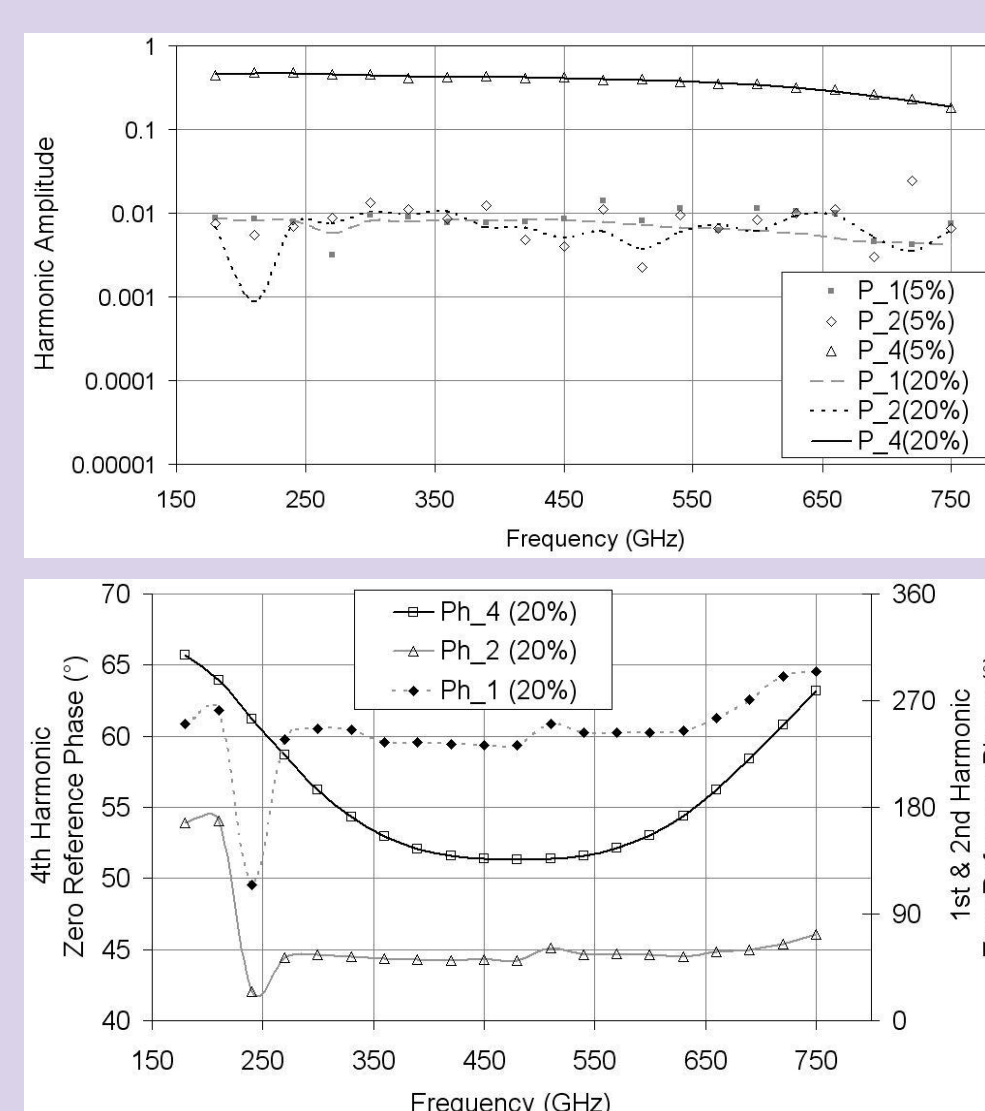 1
0.1
0.01
0.001
0.0001
0.00001
Harmonic Amplitude
150 250 350 450 550 650 750
Frequency (GHz)
P_1(5%)
P_2(5%)
P_4(5%)
P_1(20%)
P_2(20%)
P_4(20%)
70
65
60
55
50
45
40
4th Harmonic
Zero Reference Phase (°)
Ph_4 (20%)
Ph_2 (20%)
Ph_1 (20%)
360
270
180
90
0
1st & 2nd Harmonic
150 250 350 450 550 650 750
Frequency (GHz)